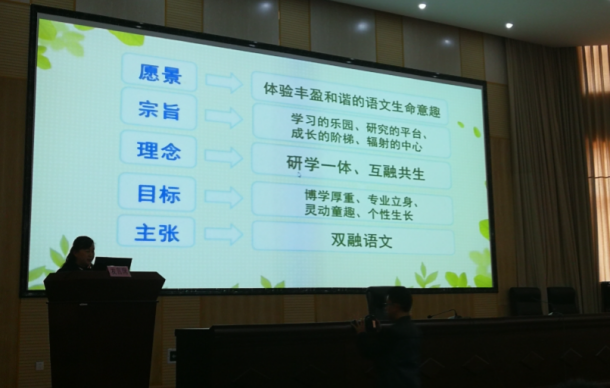 愿景
体验丰盈和谐的语文生命意趣
宗旨
学习的乐园、研究的平台、
成长的阶梯、辐射的中心
理念
研学一体、互融共生
目标
博学厚重、专业立身、
灵动童趣、个性生长
主张
双融语文